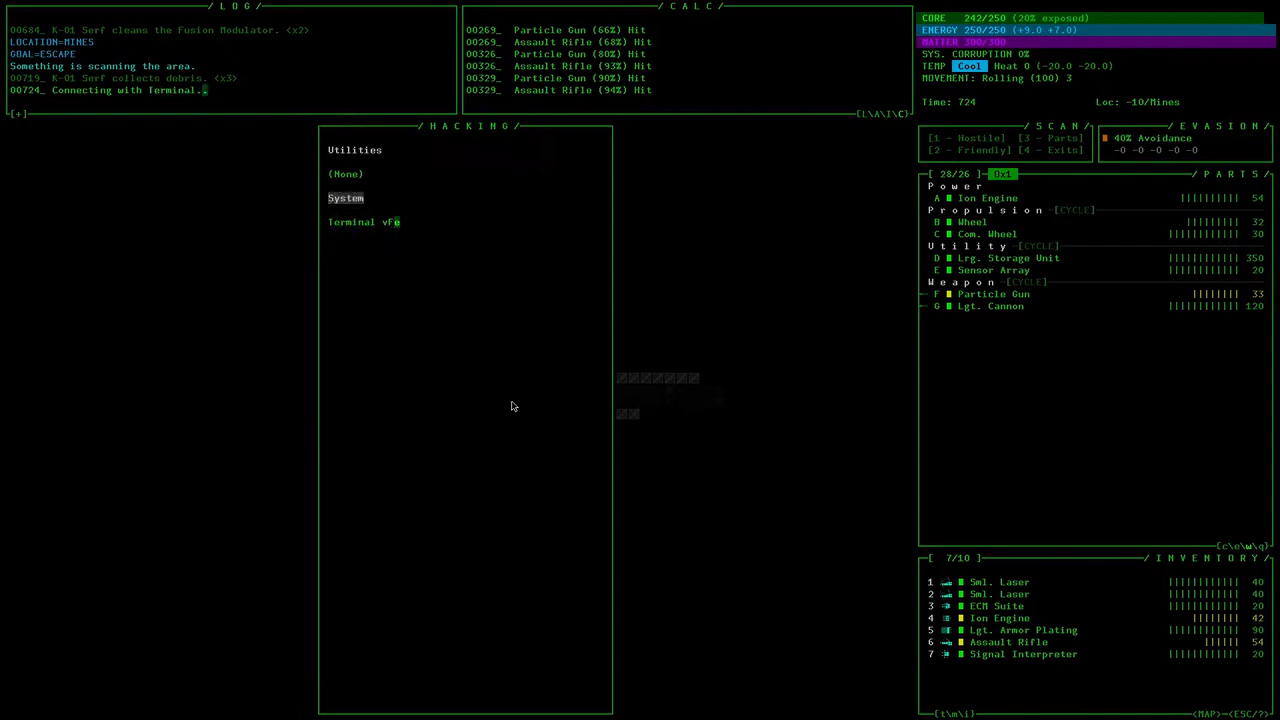 / L O G /
00684_ K-01 Serf cleans the Fusion Modulator. <x2>
LOCATION=MINES
GOAL=ESCAPE
Something is scanning the area.
00719_ K-01 Serf collects debris. <x3>
00724_ Connecting with Terminal..
[+]
/ C A L C /
00269_ Particle Gun (66%) Hit
00269_ Assault Rifle (68%) Hit
00326_ Particle Gun (80%) Hit
00326_ Assault Rifle (93%) Hit
00329_ Particle Gun (90%) Hit
00329_ Assault Rifle (94%) Hit
[L\A\I\C\]
/ H A C K I N G /
Utilities
(None)
System
Terminal vFe
CORE 242/250 (20% exposed)
ENERGY 250/250 (+9.0 +7.0)
MATTER 300/300
SYS. CORRUPTION 0%
TEMP Cool Heat 0 (-20.0 -20.0)
MOVEMENT: Rolling (100) 3
Time: 724 Loc: -10/Mines
/ S C A N /
[1 - Hostile] [3 - Parts]
[2 - Friendly] [4 - Exits]
/ E V A S I O N /
40% Avoidance
-0 -0 -0 -0 -0
[ 28/26 ] 0x1 / P A R T S /
Power
A Ion Engine 54
Propulsion [CYCLE]
B Wheel 32
C Com. Wheel 30
Utility [CYCLE]
D Lrg. Storage Unit 350
E Sensor Array 20
Weapon [CYCLE]
F Particle Gun 33
G Lgt. Cannon 120
[c\e\w\q]
[ 7/10 ] / I N V E N T O R Y /
1 Sml. Laser 40
2 Sml. Laser 40
3 ECM Suite 20
4 Ion Engine 42
5 Lgt. Armor Plating 90
6 Assault Rifle 54
7 Signal Interpreter 20
[t\m\i] <MAP> <ESC/?>